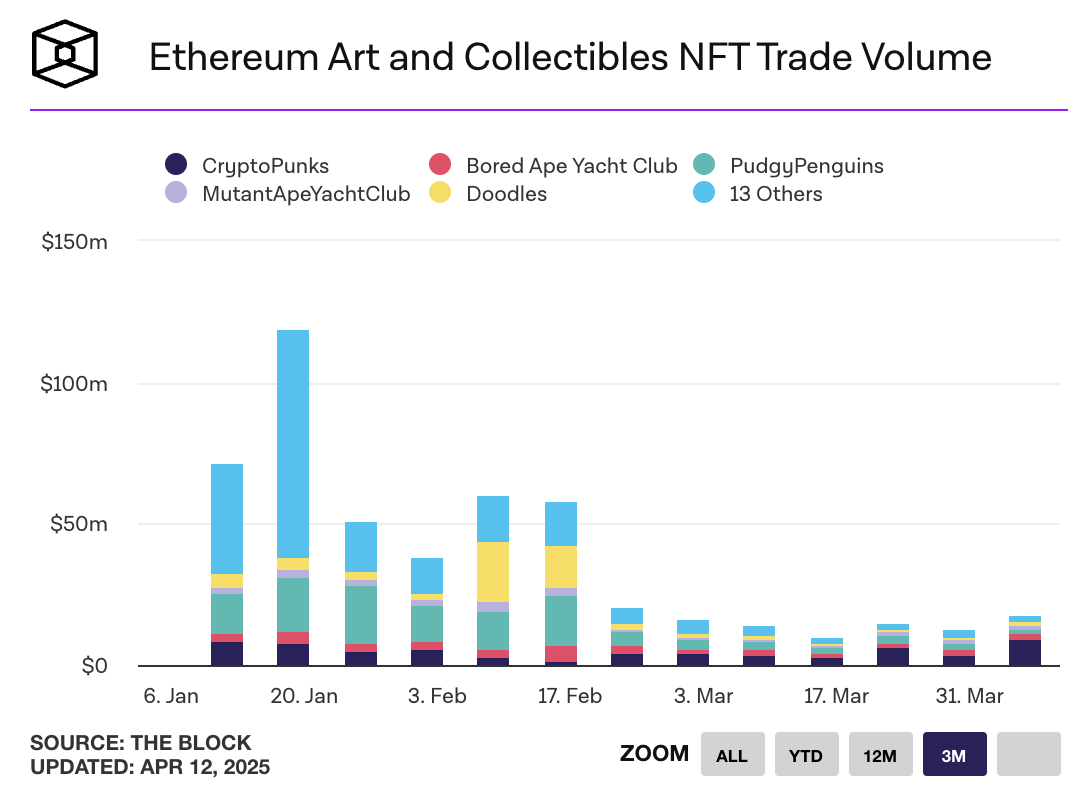 Ethereum Art and Collectibles NFT Trade Volume
CryptoPunks Bored Ape Yacht Club PudgyPenguins
MutantApeYachtClub Doodles 13 Others
$150m
$100m
$50m
$0
6. Jan 20. Jan 3. Feb 17. Feb 3. Mar 17. Mar 31. Mar
SOURCE: THE BLOCK
UPDATED: APR 12, 2025
ZOOM ALL YTD 12M 3M